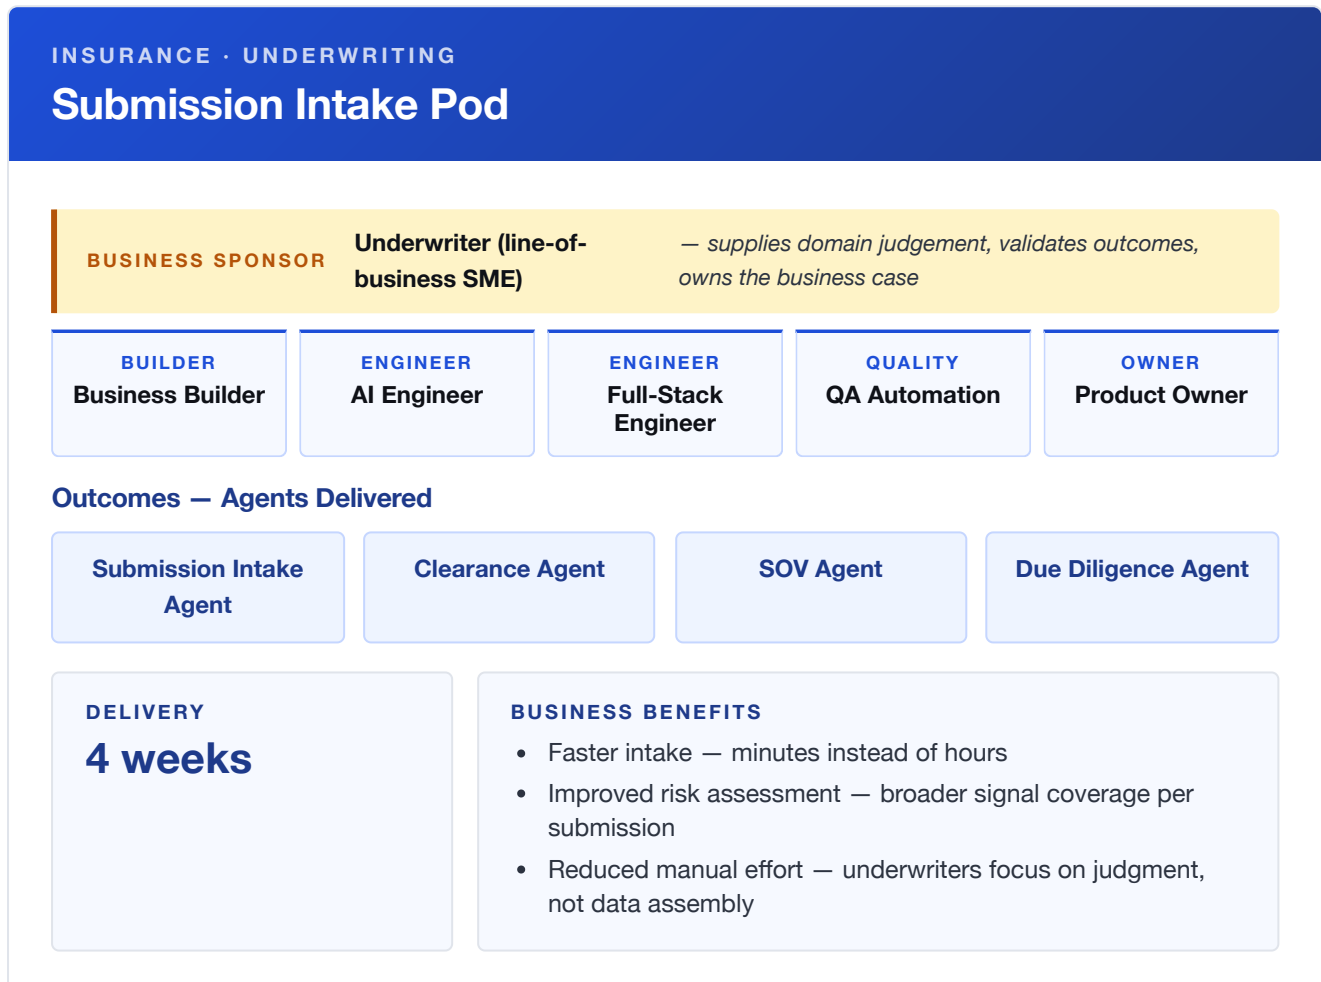 INSURANCE · UNDERWRITING
Submission Intake Pod
BUSINESS SPONSOR
Underwriter (line-of-
business SME)
— supplies domain judgement, validates outcomes,
owns the business case
BUILDER
Business Builder
ENGINEER
AI Engineer
ENGINEER
Full-Stack
Engineer
QUALITY
QA Automation
OWNER
Product Owner
Outcomes — Agents Delivered
Submission Intake
Agent
Clearance Agent
SOV Agent
Due Diligence Agent
DELIVERY
4 weeks
BUSINESS BENEFITS
• Faster intake — minutes instead of hours
• Improved risk assessment — broader signal coverage per
submission
• Reduced manual effort — underwriters focus on judgment,
not data assembly